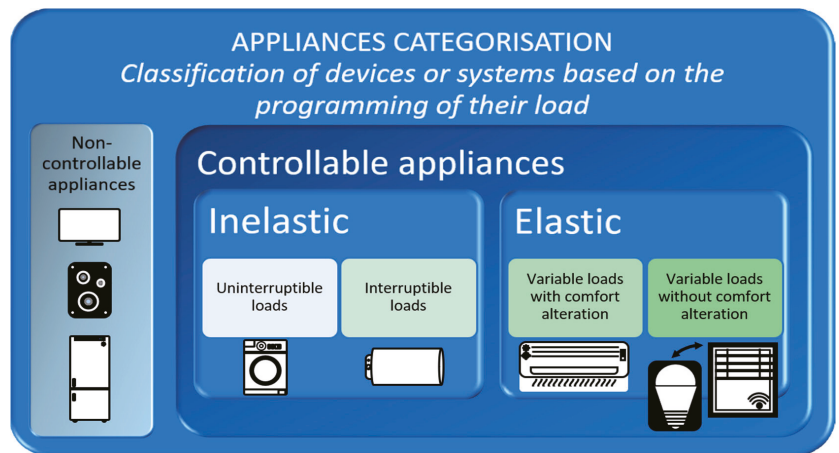 APPLIANCES CATEGORISATION
Classification of devices or systems based on the
programming of their load
Non-
controllable
appliances
Controllable appliances
Inelastic
Uninterruptible
loads
Interruptible
loads
Elastic
Variable loads
with comfort
alteration
Variable loads
without comfort
alteration